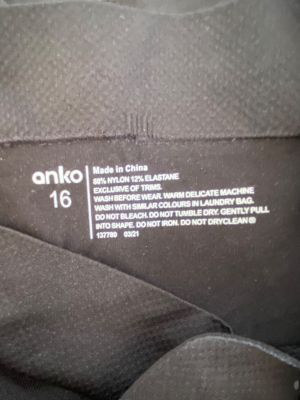 anko
16
Made in China
88% NYLON 12% ELASTANE
EXCLUSIVE OF TRIMS.
WASH BEFORE WEAR. WARM DELICATE MACHINE
WASH WITH SIMILAR COLOURS IN LAUNDRY BAG.
DO NOT BLEACH. DO NOT TUMBLE DRY. GENTLY PULL
INTO SHAPE. DO NOT IRON. DO NOT DRYCLEAN
137789 03/21